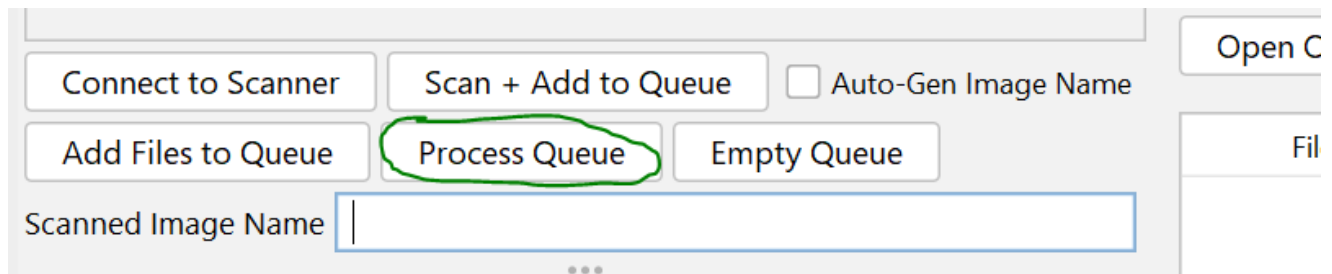 Connect to Scanner Scan + Add to Queue Auto-Gen Image Name Open
Add Files to Queue Process Queue Empty Queue
Scanned Image Name